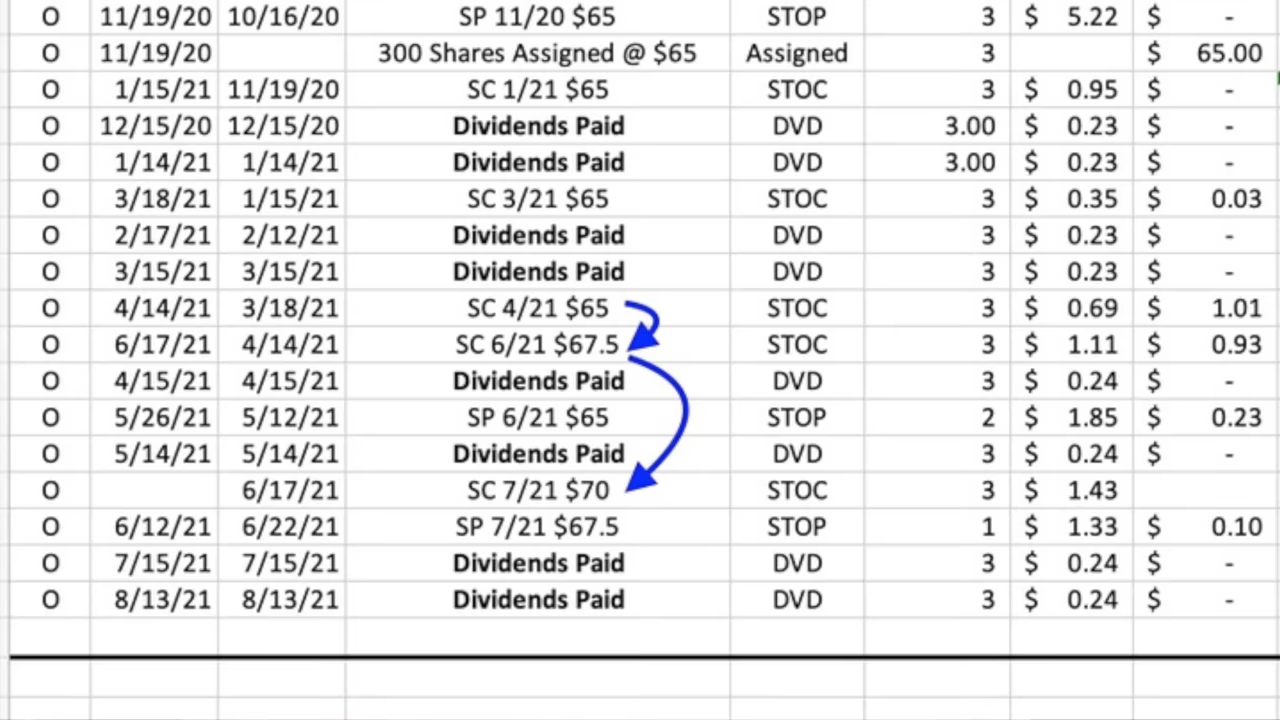 O 11/19/20 10/16/20 SP 11/20 $65 STOP 3 $ 5.22 $ -
O 11/19/20 300 Shares Assigned @ $65 Assigned 3 $ 65.00
O 1/15/21 11/19/20 SC 1/21 $65 STOC 3 $ 0.95 $ -
O 12/15/20 12/15/20 Dividends Paid DVD 3.00 $ 0.23 $ -
O 1/14/21 1/14/21 Dividends Paid DVD 3.00 $ 0.23 $ -
O 3/18/21 1/15/21 SC 3/21 $65 STOC 3 $ 0.35 $ 0.03
O 2/17/21 2/12/21 Dividends Paid DVD 3 $ 0.23 $ -
O 3/15/21 3/15/21 Dividends Paid DVD 3 $ 0.23 $ -
O 4/14/21 3/18/21 SC 4/21 $65 STOC 3 $ 0.69 $ 1.01
O 6/17/21 4/14/21 SC 6/21 $67.5 STOC 3 $ 1.11 $ 0.93
O 4/15/21 4/15/21 Dividends Paid DVD 3 $ 0.24 $ -
O 5/26/21 5/12/21 SP 6/21 $65 STOP 2 $ 1.85 $ 0.23
O 5/14/21 5/14/21 Dividends Paid DVD 3 $ 0.24 $ -
O 6/17/21 SC 7/21 $70 STOC 3 $ 1.43
O 6/12/21 6/22/21 SP 7/21 $67.5 STOP 1 $ 1.33 $ 0.10
O 7/15/21 7/15/21 Dividends Paid DVD 3 $ 0.24 $ -
O 8/13/21 8/13/21 Dividends Paid DVD 3 $ 0.24 $ -